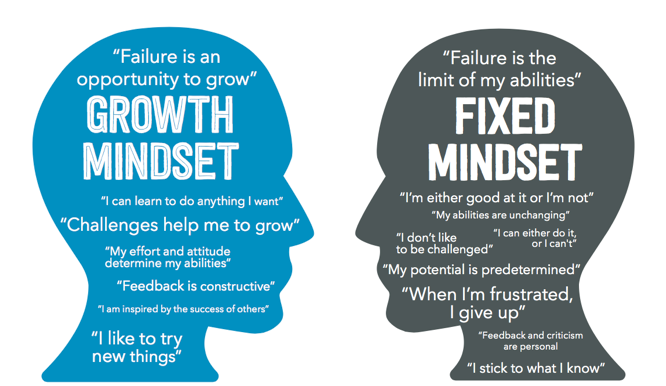 “Failure is an
opportunity to grow”
GROWTH
MINDSET
“I can learn to do anything I want”
“Challenges help me to grow”
“My effort and attitude
determine my abilities”
“Feedback is constructive”
“I am inspired by the success of others”
“I like to try
new things”
“Failure is the
limit of my abilities”
FIXED
MINDSET
“I’m either good at it or I’m not”
“My abilities are unchanging”
“I don’t like
to be challenged”
“I can either do it,
or I can’t”
“My potential is predetermined”
“When I’m frustrated,
I give up”
“Feedback and criticism
are personal
“I stick to what I know”